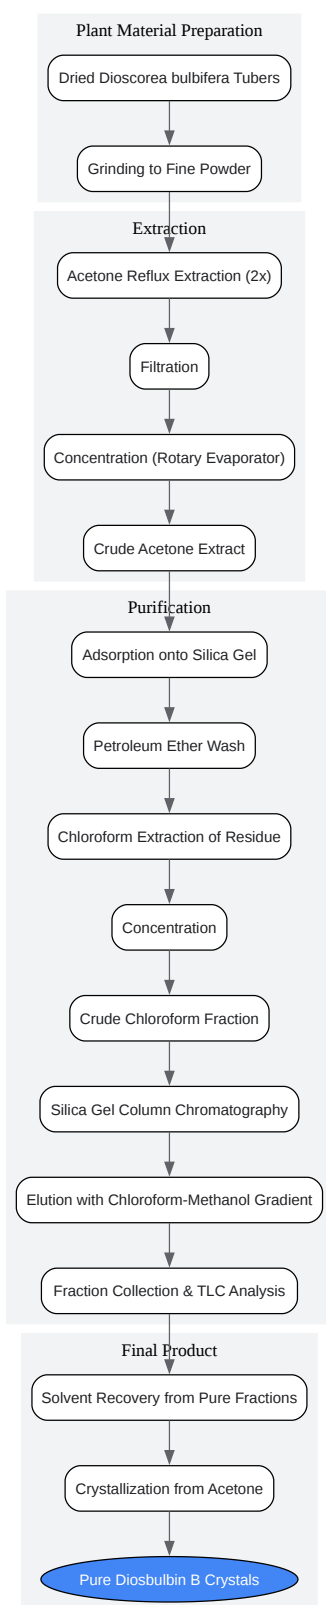 Plant Material Preparation
Dried Dioscorea bulbifera Tubers
Grinding to Fine Powder
Extraction
Acetone Reflux Extraction (2x)
Filtration
Concentration (Rotary Evaporator)
Crude Acetone Extract
Purification
Adsorption onto Silica Gel
Petroleum Ether Wash
Chloroform Extraction of Residue
Concentration
Crude Chloroform Fraction
Silica Gel Column Chromatography
Elution with Chloroform-Methanol Gradient
Fraction Collection & TLC Analysis
Final Product
Solvent Recovery from Pure Fractions
Crystallization from Acetone
Pure Diosbulbin B Crystals